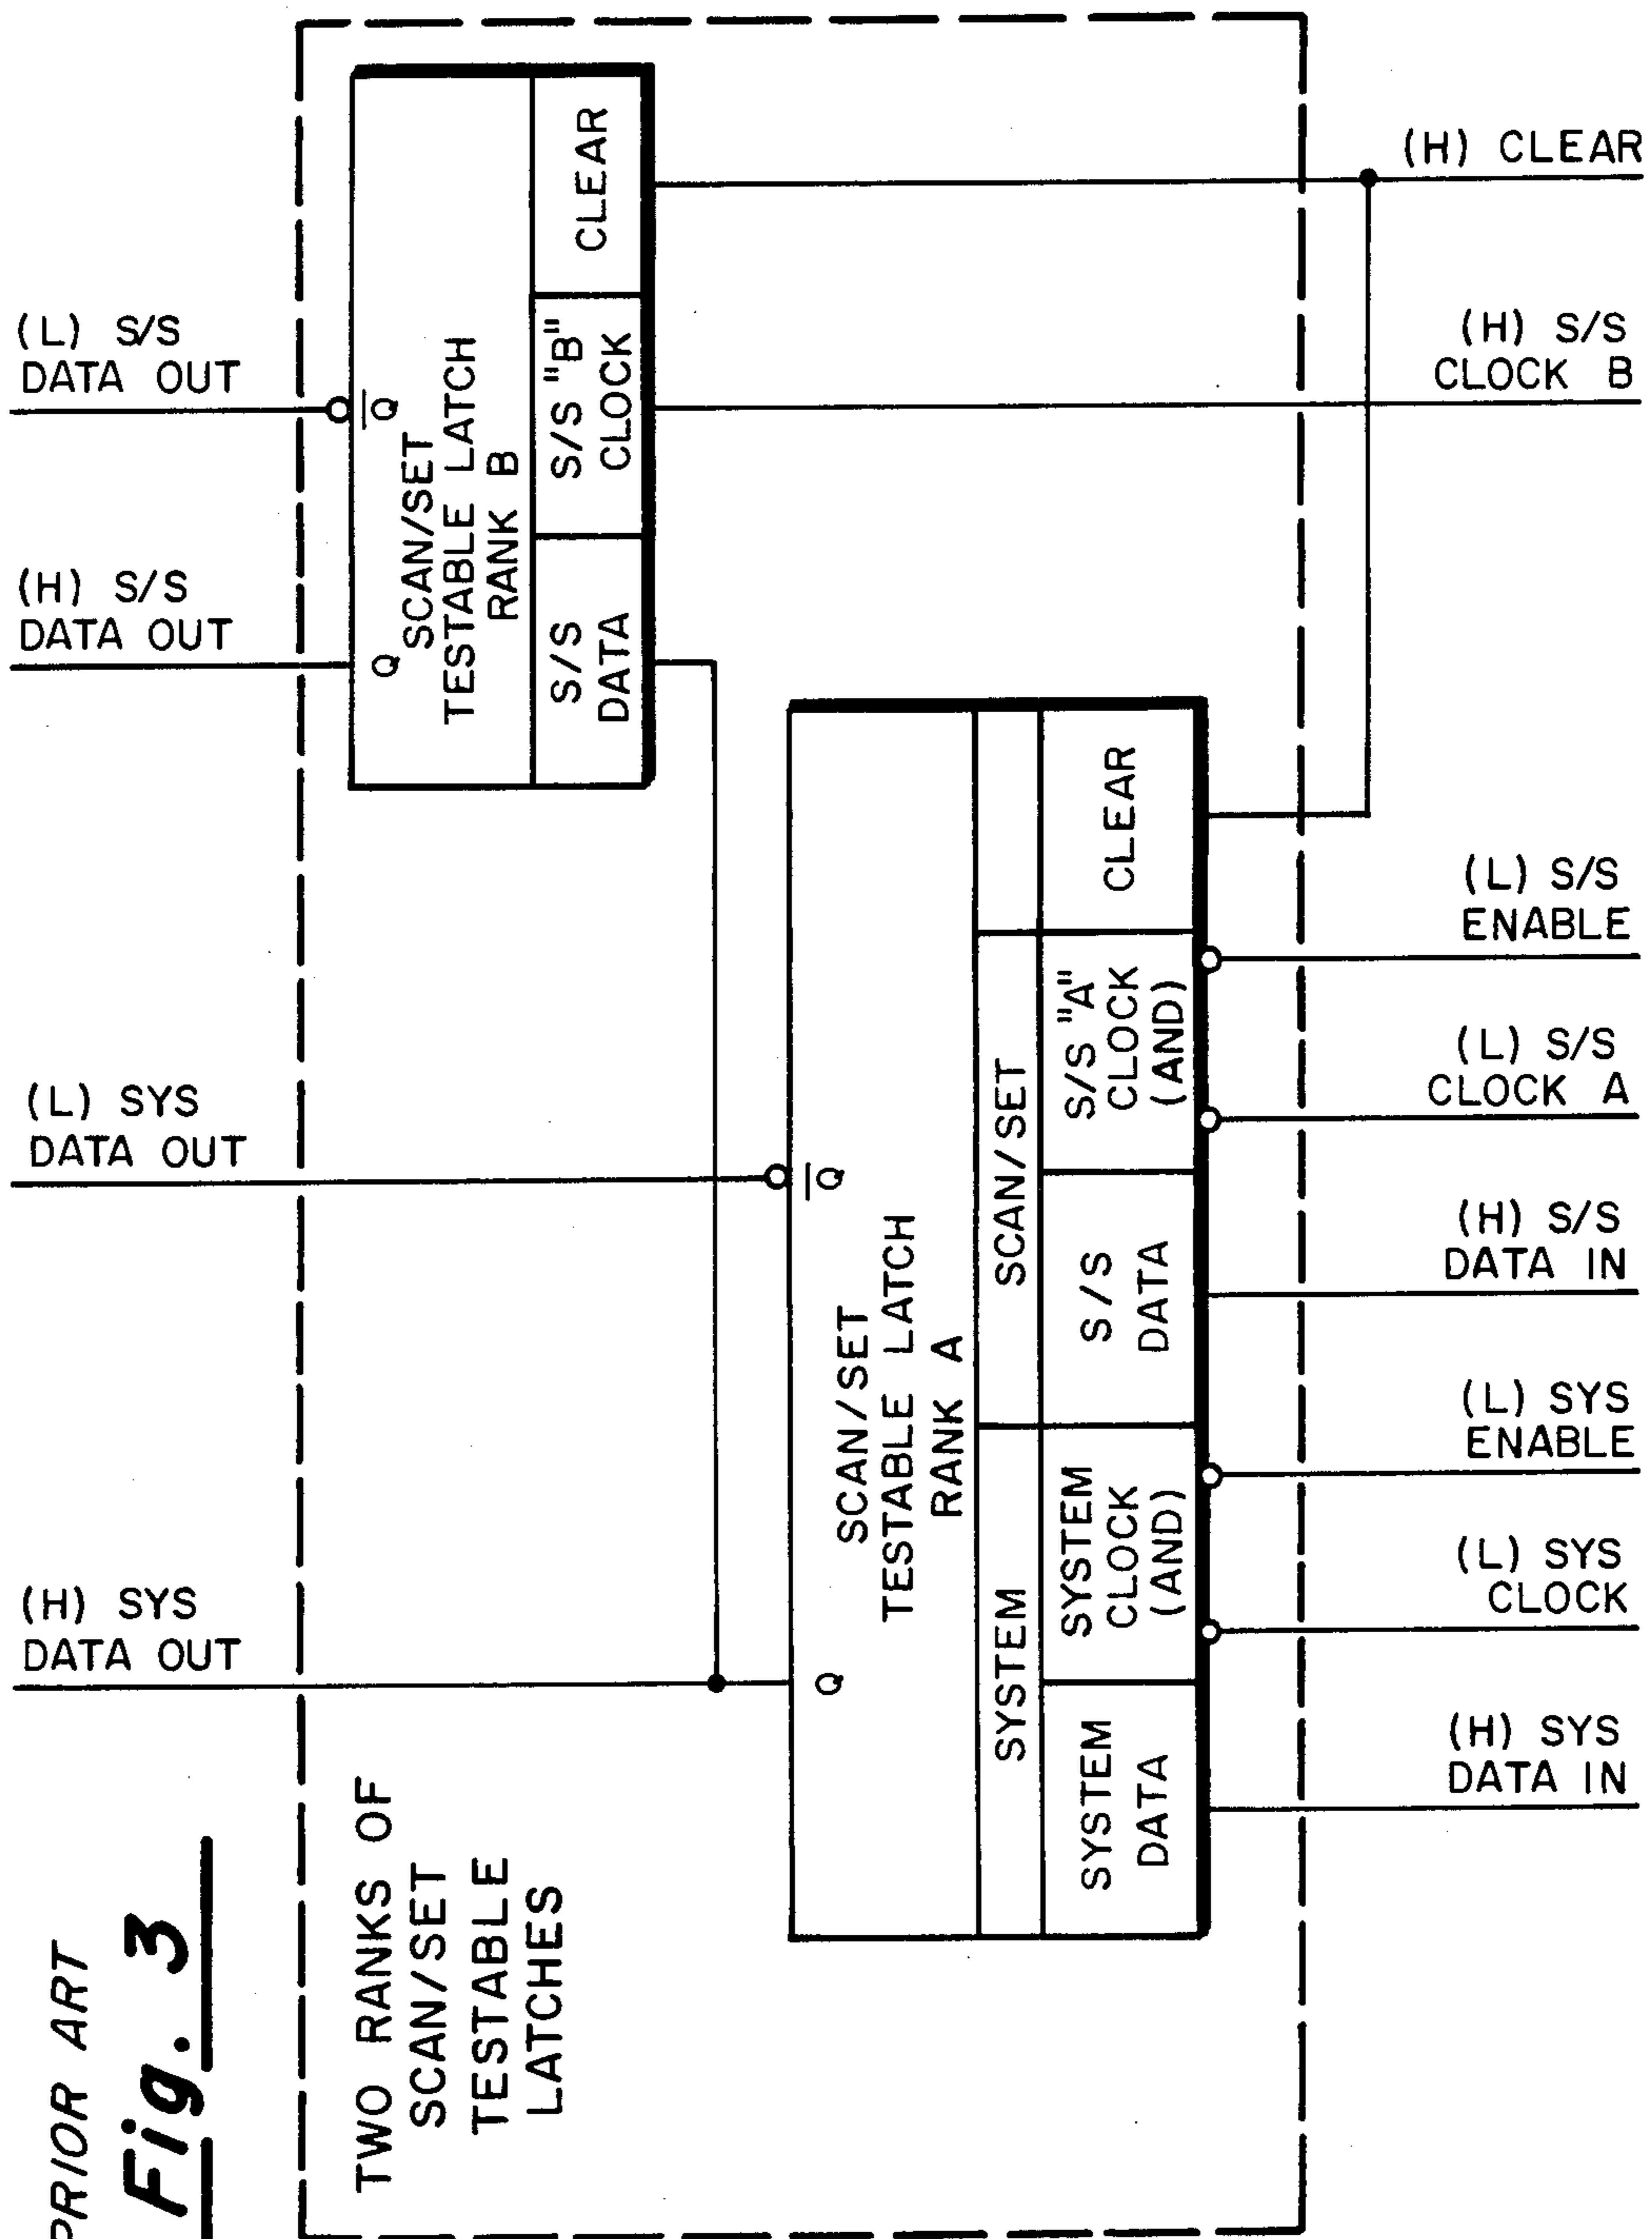 PRIOR ART
Fig. 3
TWO RANKS OF
SCAN/SET
TESTABLE
LATCHES
(L) S/S
DATA OUT
(H) S/S
DATA OUT
(L) SYS
DATA OUT
(H) SYS
DATA OUT
Q
Q
SCAN/SET
TESTABLE LATCH
RANK B
S/S
DATA
S/S "B"
CLOCK
CLEAR
Q
Q
SCAN/SET
TESTABLE LATCH
RANK A
SYSTEM
SCAN/SET
SYSTEM
DATA
SYSTEM
CLOCK
(AND)
S/S
DATA
S/S "A"
CLOCK
(AND)
CLEAR
(H) CLEAR
(H) S/S
CLOCK B
(L) S/S
ENABLE
(L) S/S
CLOCK A
(H) S/S
DATA IN
(L) SYS
ENABLE
(L) SYS
CLOCK
(H) SYS
DATA IN